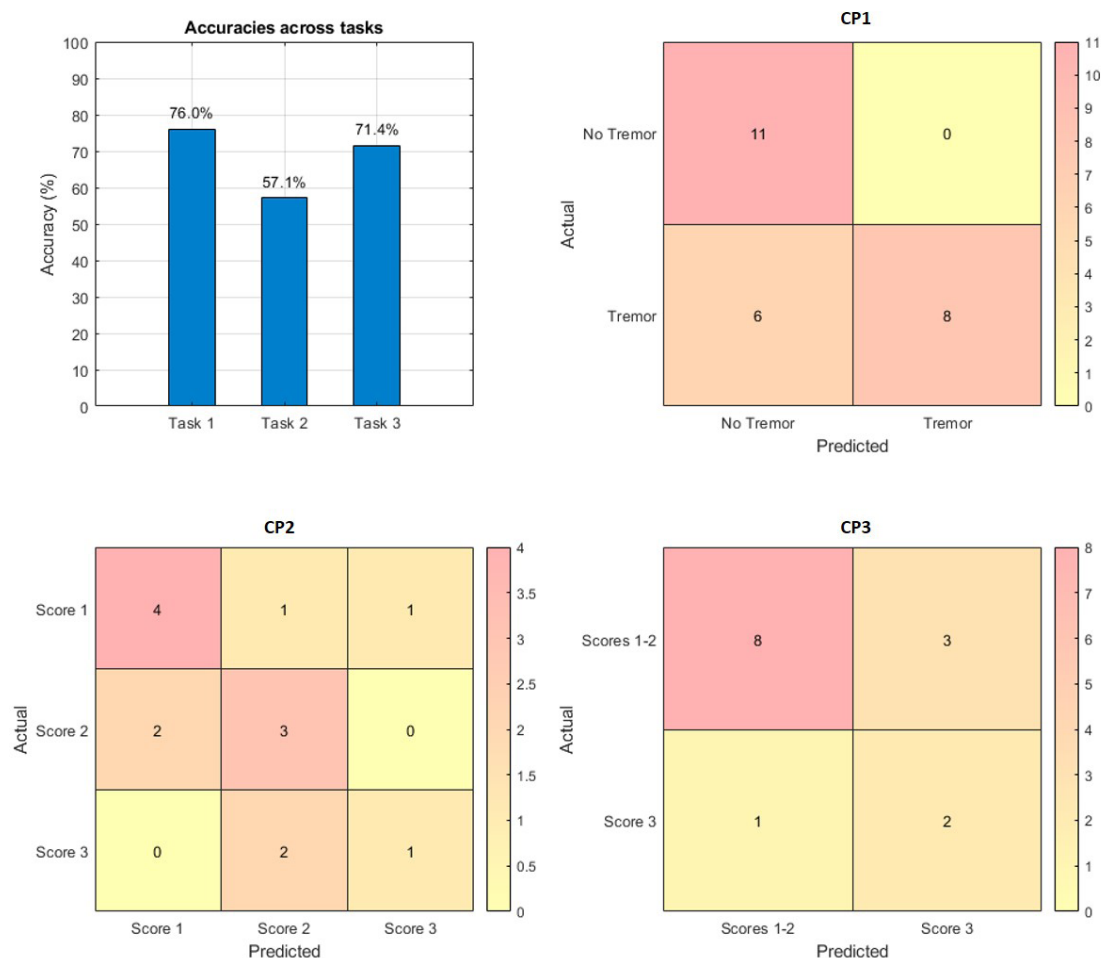 Accuracies across tasks
100
90
80
70
60
50
40
30
20
10
0
Accuracy (%)
76.0%
57.1%
71.4%
Task 1 Task 2 Task 3
CP1
Actual
No Tremor
Tremor
11 0
6 8
No Tremor Tremor
Predicted
11
10
9
8
7
6
5
4
3
2
1
0
CP2
Actual
Score 1
Score 2
Score 3
4 1 1
2 3 0
0 2 1
Score 1 Score 2 Score 3
Predicted
4
3.5
3
2.5
2
1.5
1
0.5
0
CP3
Actual
Scores 1-2
Score 3
8 3
1 2
Scores 1-2 Score 3
Predicted
8
7
6
5
4
3
2
1
0